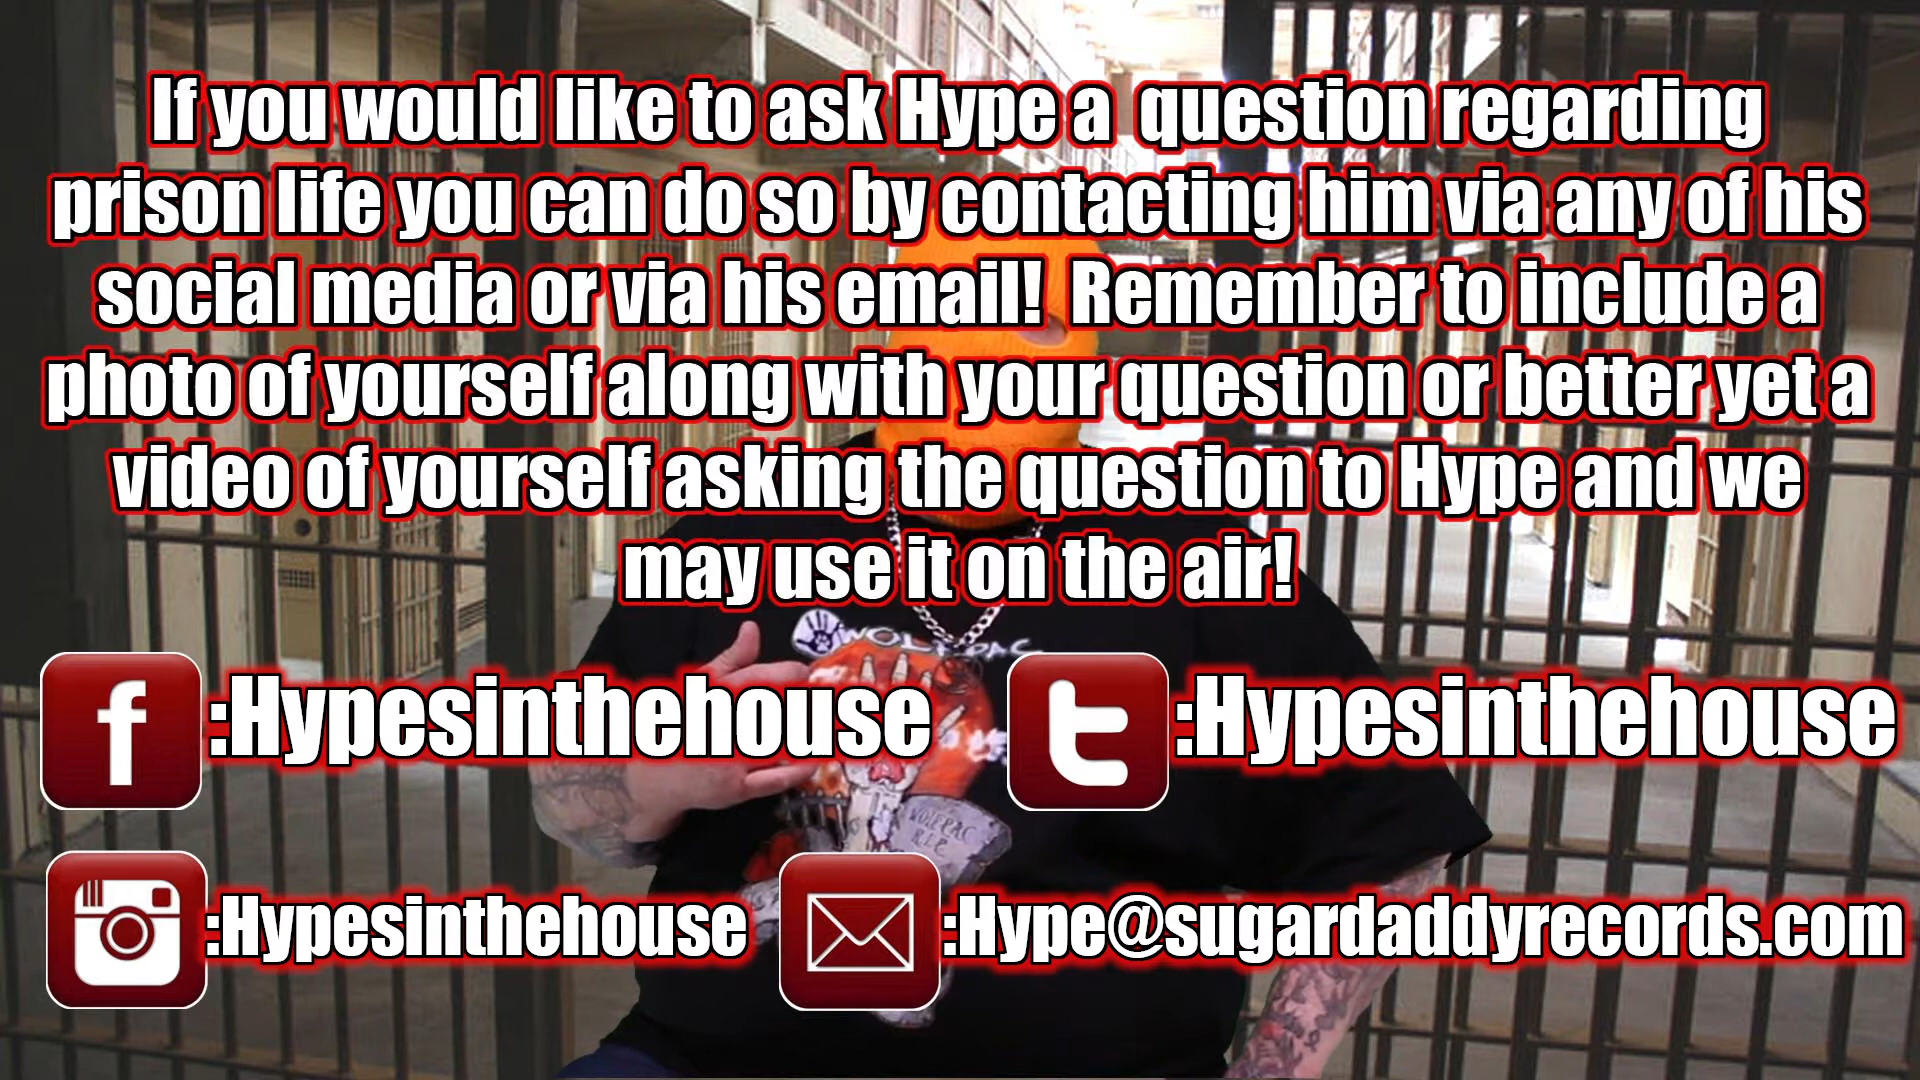 If you would like to ask Hype a question regarding
prison life you can do so by contacting him via any of his
social media or via his email! Remember to include a
photo of yourself along with your question or better yet a
video of yourself asking the question to Hype and we
may use it on the air!
WOLFPAC
f :Hypesinthehouse
t :Hypesinthehouse
WOLFPAC
R.I.P.
:Hypesinthehouse
:Hype@sugardaddyrecords.com